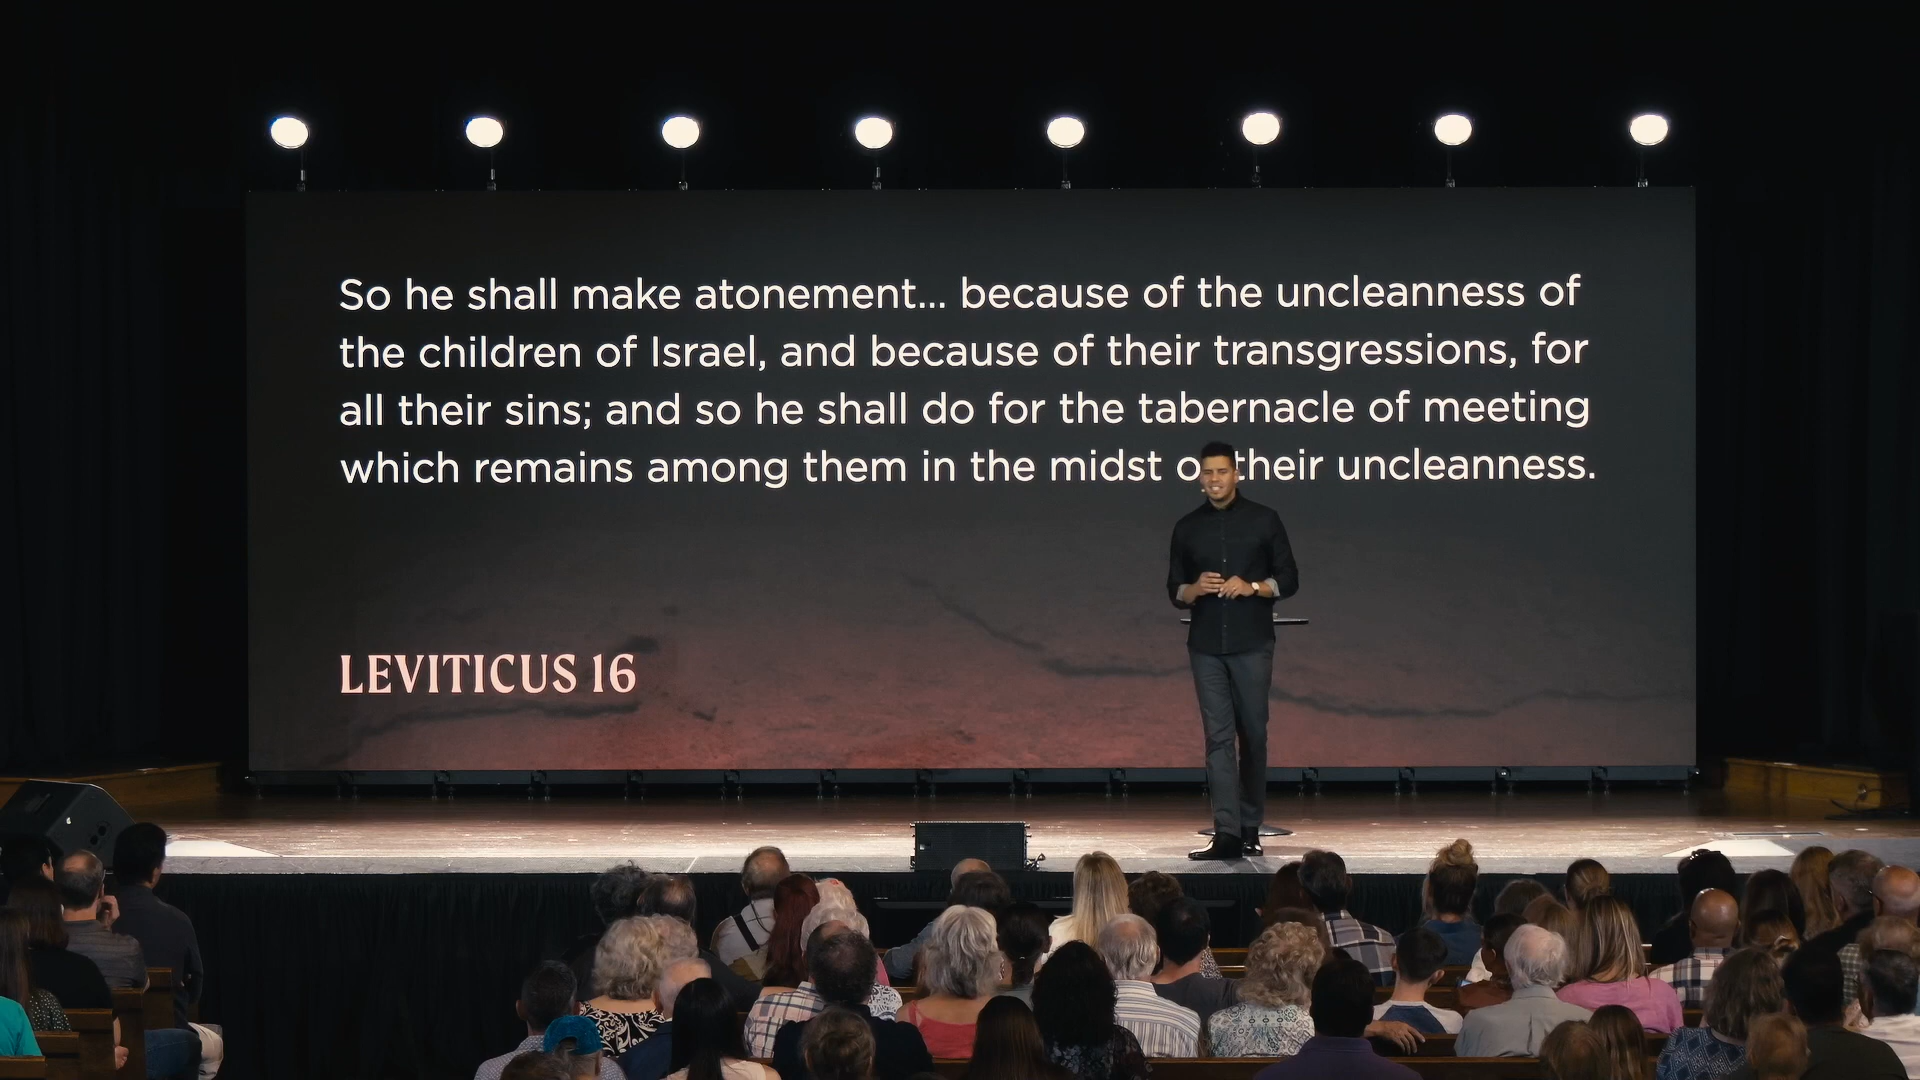 So he shall make atonement... because of the uncleanness of
the children of Israel, and because of their transgressions, for
all their sins; and so he shall do for the tabernacle of meeting
which remains among them in the midst of their uncleanness.
LEVITICUS 16